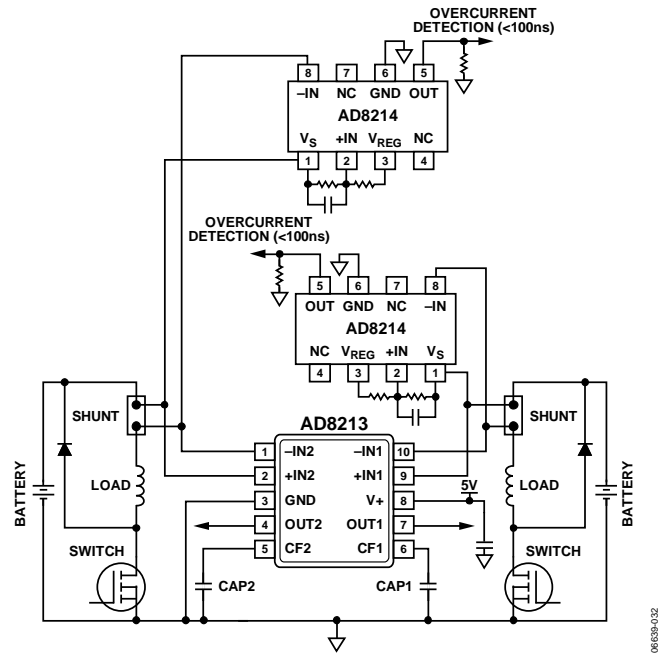 OVERCURRENT
DETECTION (<100ns)
8 7 6 5
–IN NC GND OUT
AD8214
VS +IN VREG NC
1 2 3 4
OVERCURRENT
DETECTION (<100ns)
5 6 7 8
OUT GND NC –IN
AD8214
NC VREG +IN VS
4 3 2 1
SHUNT
AD8213
SHUNT
1 –IN2 –IN1 10
2 +IN2 +IN1 9
LOAD
5V
LOAD
BATTERY
3 GND V+ 8
BATTERY
4 OUT2 OUT1 7
SWITCH
5 CF2 CF1 6
SWITCH
CAP2
CAP1
06639-032